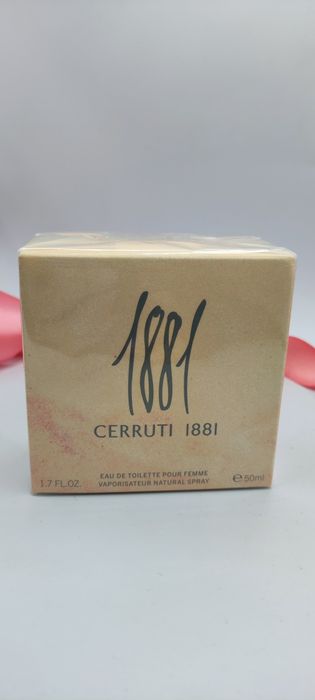 1881
CERRUTI 1881
EAU DE TOILETTE POUR FEMME
1.7 FL.OZ. VAPORISATEUR NATURAL SPRAY ℮50ml